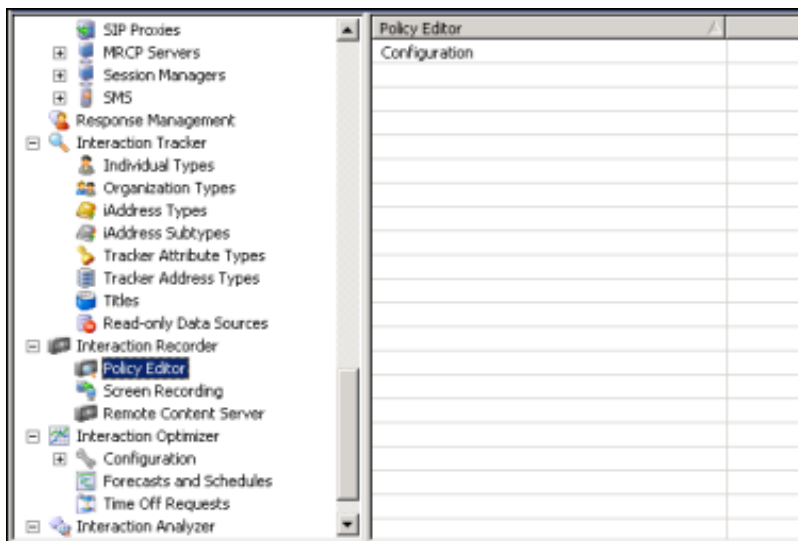 SIP Proxies
MRCP Servers
Session Managers
SMS
Response Management
Interaction Tracker
Individual Types
Organization Types
iAddress Types
iAddress Subtypes
Tracker Attribute Types
Tracker Address Types
Titles
Read-only Data Sources
Interaction Recorder
Policy Editor
Screen Recording
Remote Content Server
Interaction Optimizer
Configuration
Forecasts and Schedules
Time Off Requests
Interaction Analyzer
Policy Editor
Configuration